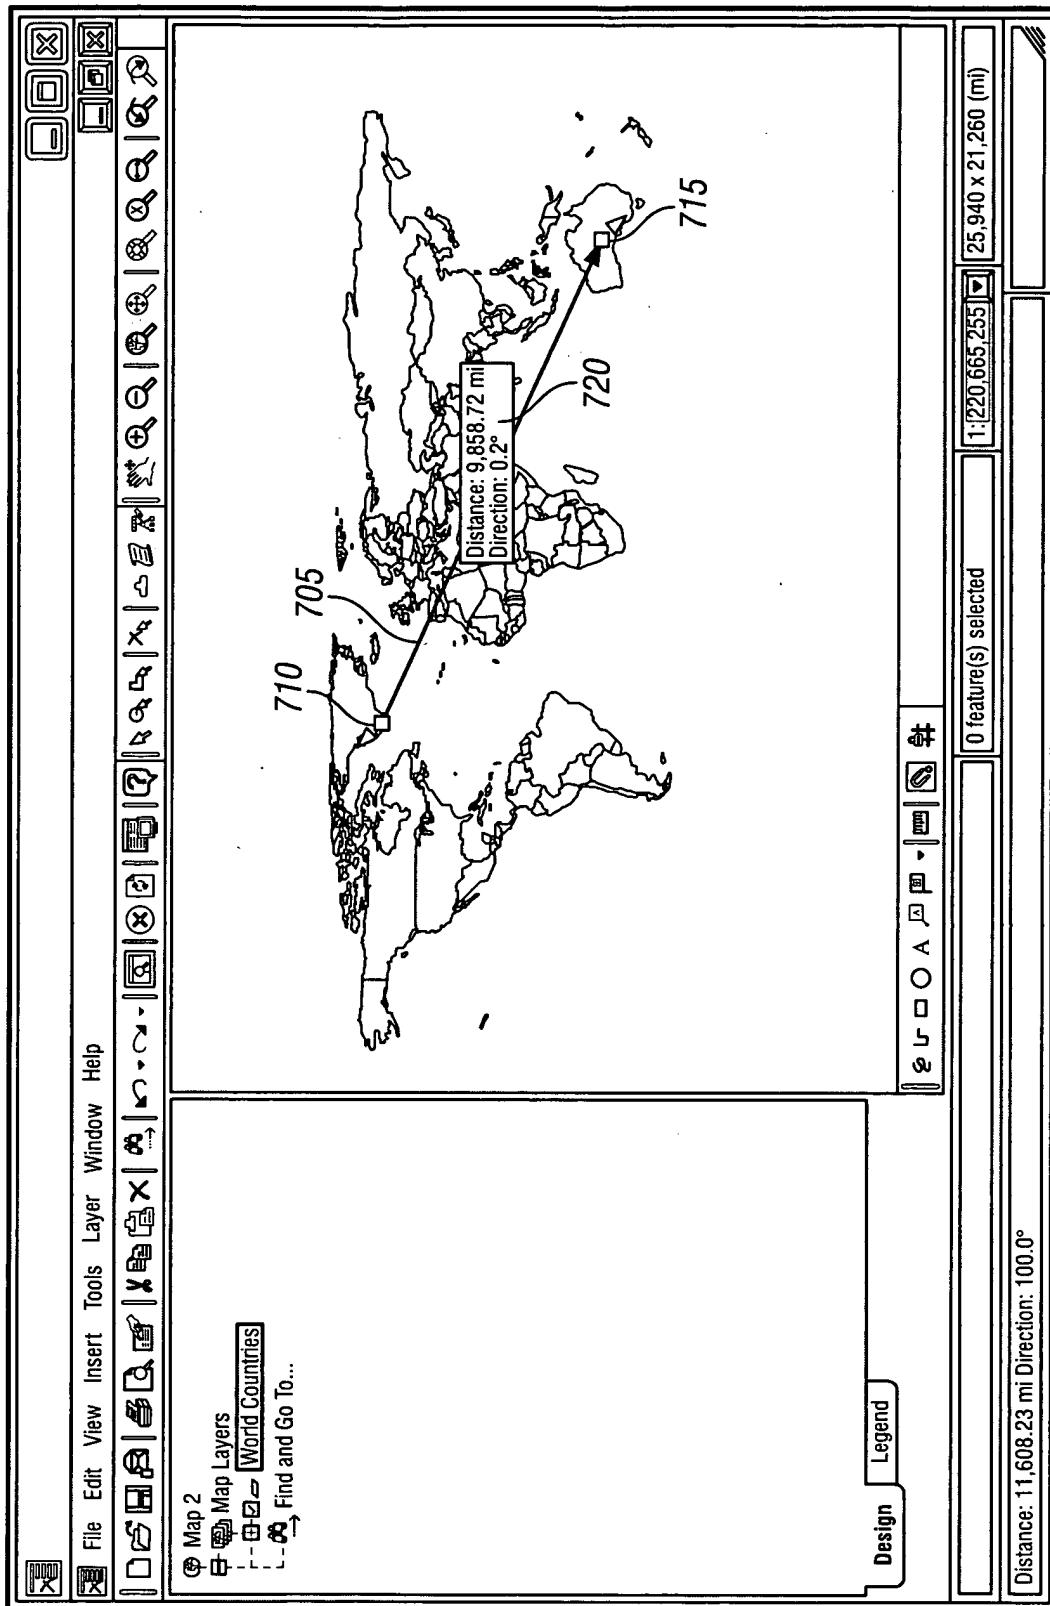 File Edit View Insert Tools Layer Window Help
Map 2
Map Layers
World Countries
Find and Go To...
Design
Legend
710
705
Distance: 9,858.72 mi
Direction: 0.2°
720
715
A
0 feature(s) selected
1:220,665,255
25,940 x 21,260 (mi)
Distance: 11,608.23 mi Direction: 100.0°